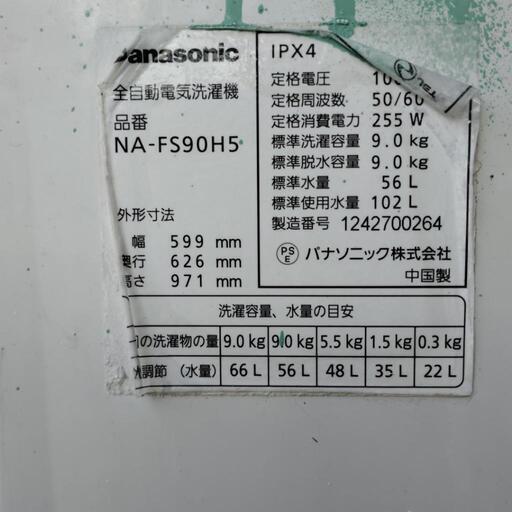 Panasonic
全自動電気洗濯機
品番
NA-FS90H5
外形寸法
幅 599 mm
奥行 626 mm
高さ 971 mm
IPX4
定格電圧 100
定格周波数 50/60
定格消費電力 255 W
標準洗濯容量 9.0 kg
標準脱水容量 9.0 kg
標準水量 56 L
標準使用水量 102 L
製造番号 1242700264
PS E パナソニック株式会社
中国製
洗濯容量、水量の目安
の洗濯物の量 9.0 kg 9.0 kg 5.5 kg 1.5 kg 0.3 kg
調節 (水量) 66 L 56 L 48 L 35 L 22 L